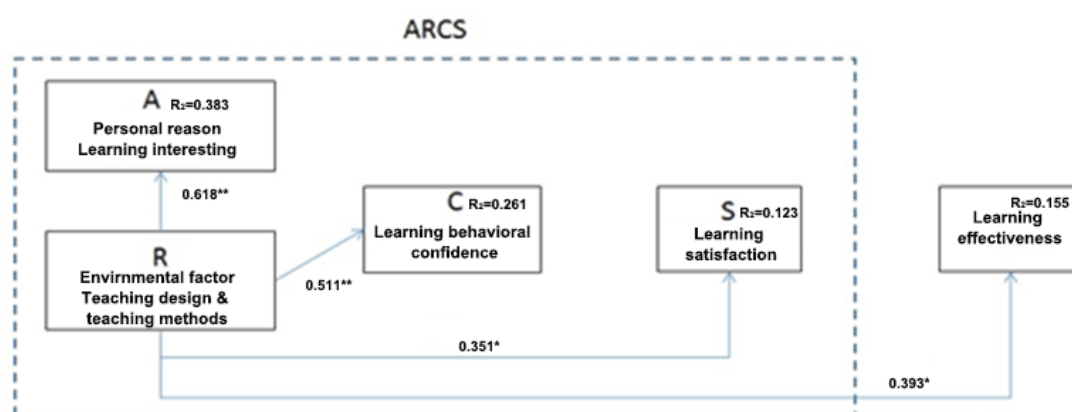 ARCS
A R₂=0.383
Personal reason
Learning interesting
0.618**
R
Envirnmental factor
Teaching design &
teaching methods
0.511**
C R₂=0.261
Learning behavioral
confidence
S R₂=0.123
Learning
satisfaction
R₂=0.155
Learning
effectiveness
0.351*
0.393*